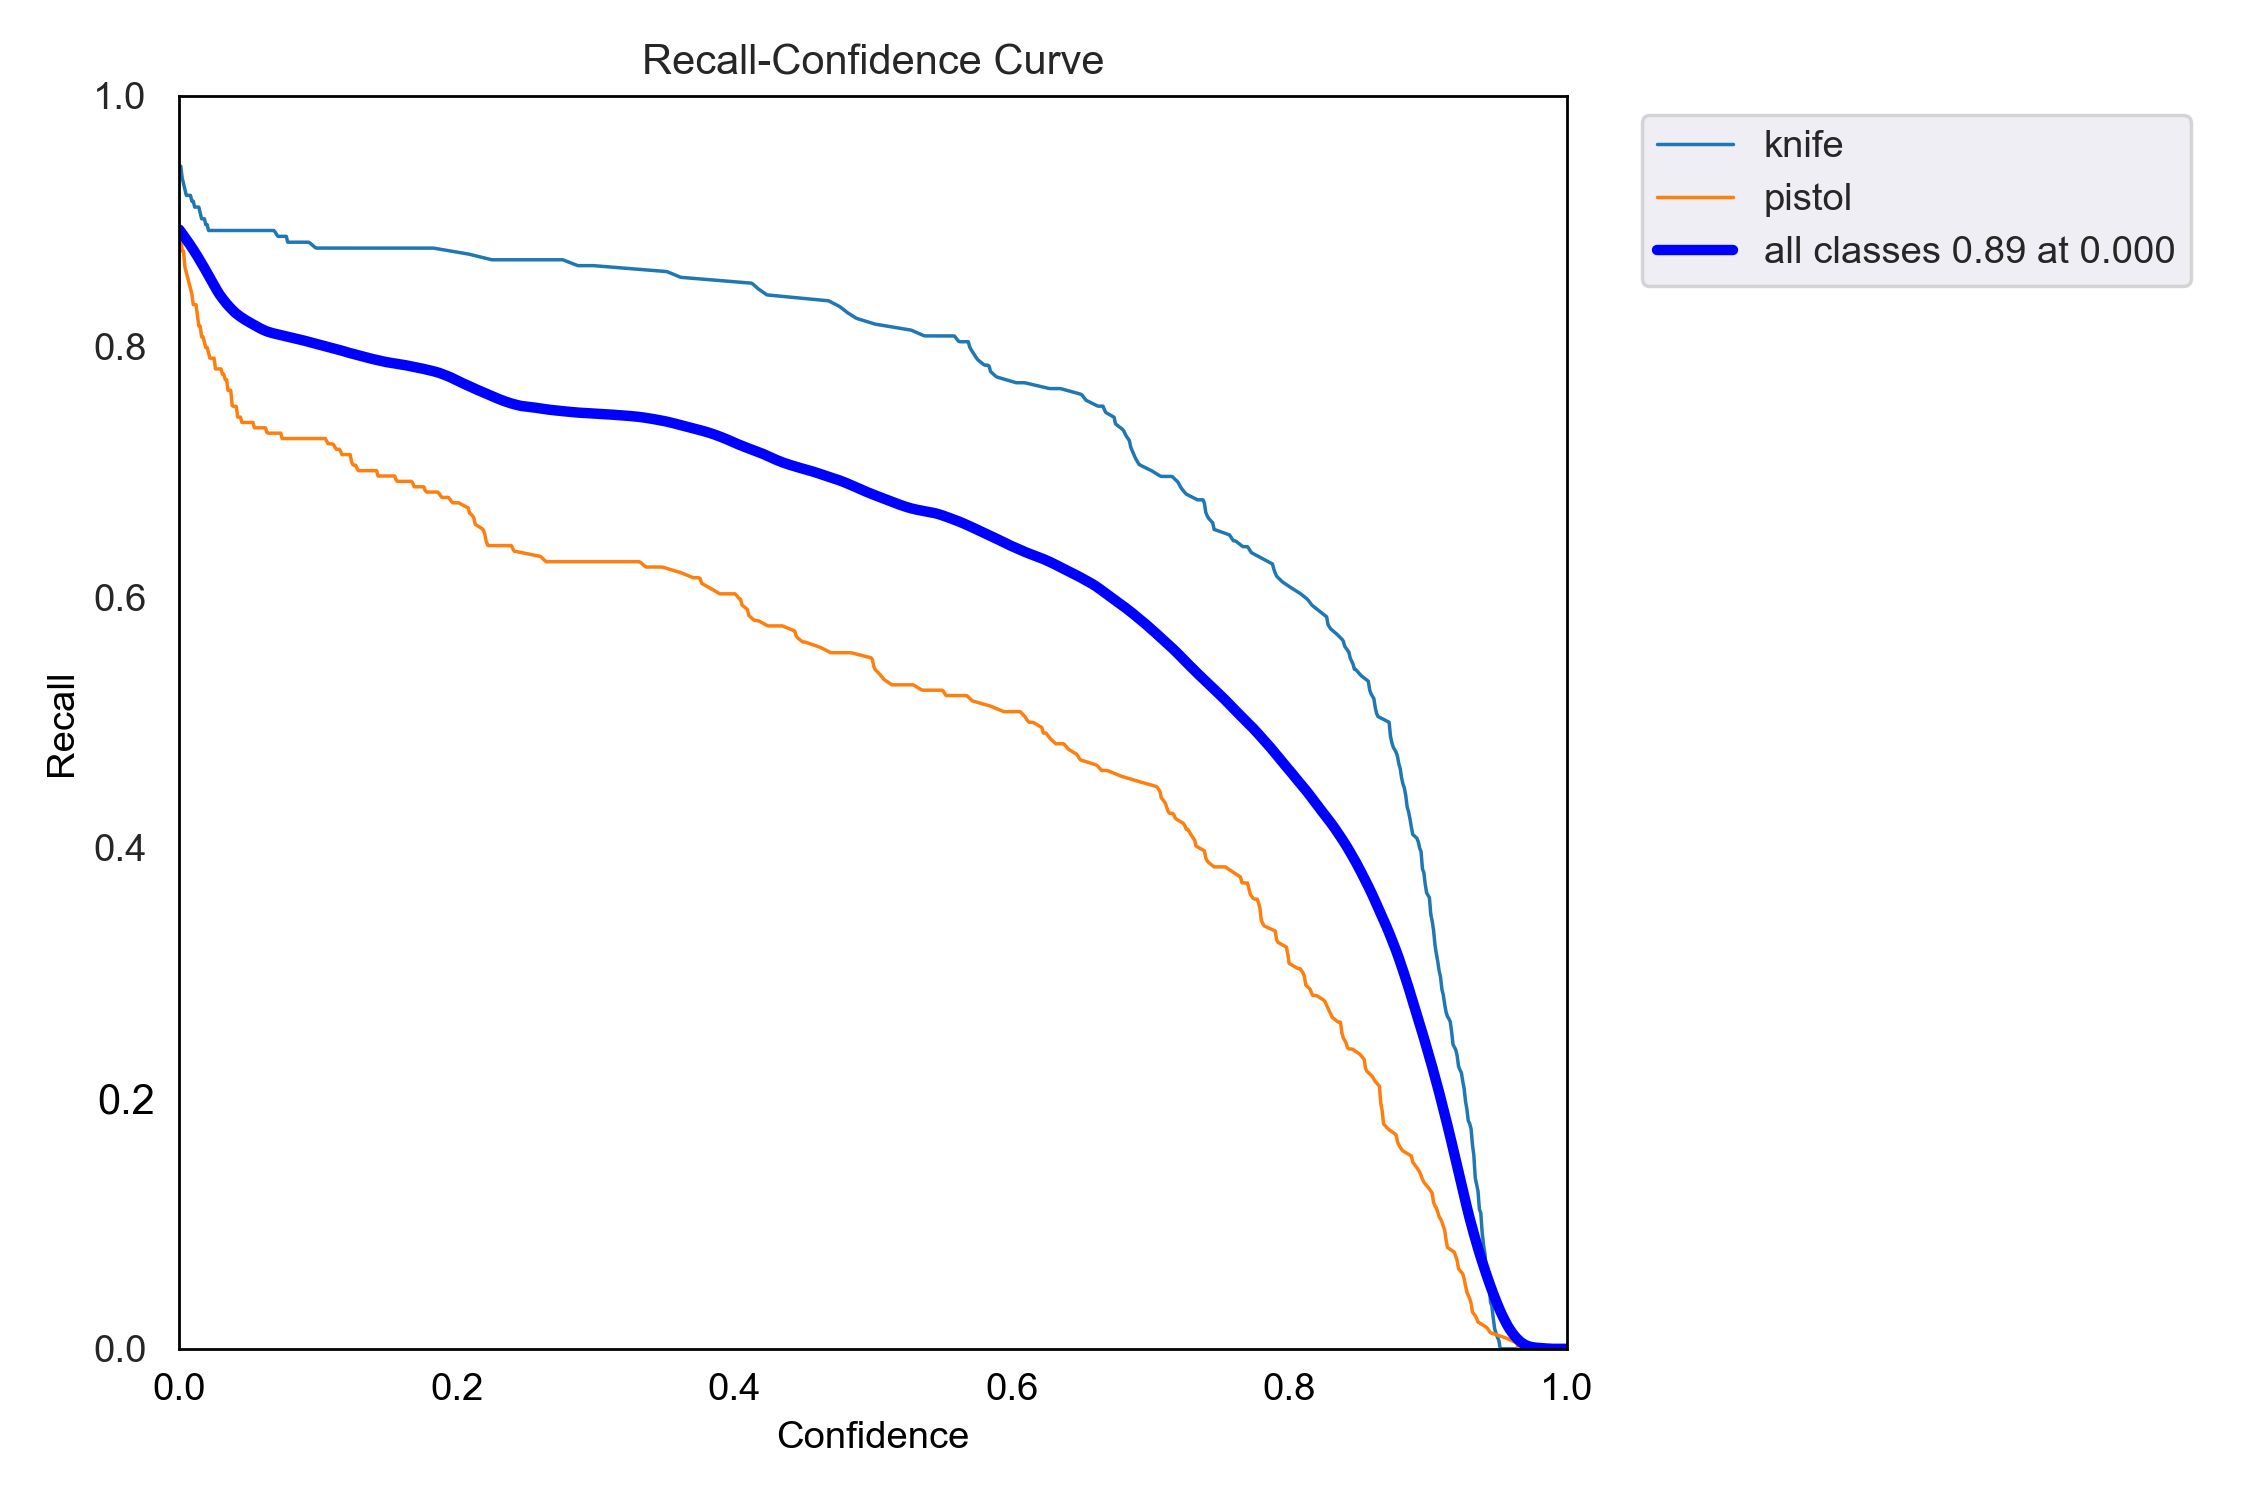 Recall-Confidence Curve
1.0
0.8
0.6
0.4
0.2
0.0
Recall
0.0 0.2 0.4 0.6 0.8 1.0
Confidence
knife
pistol
all classes 0.89 at 0.000